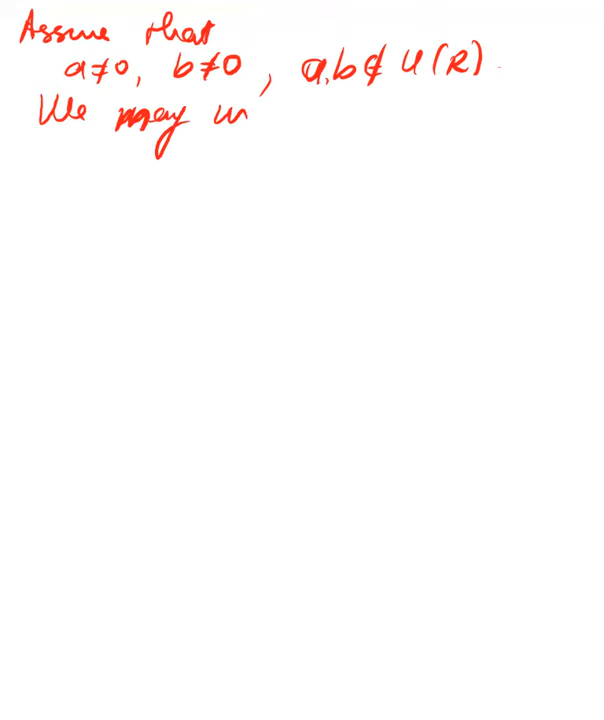 Assume that
a≠0, b≠0, a,b∉U(R)
We may w